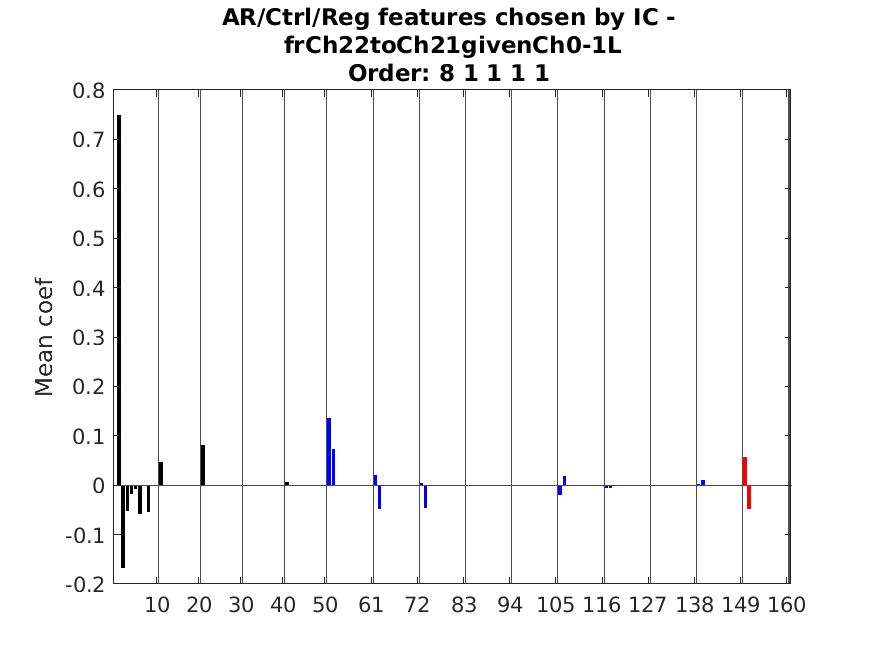 AR/Ctrl/Reg features chosen by IC -
frCh22toCh21givenCh0-1L
Order: 8 1 1 1 1
0.8
0.7
0.6
0.5
0.4
0.3
0.2
0.1
0
-0.1
-0.2
Mean coef
10 20 30 40 50 61 72 83 94 105 116 127 138 149 160